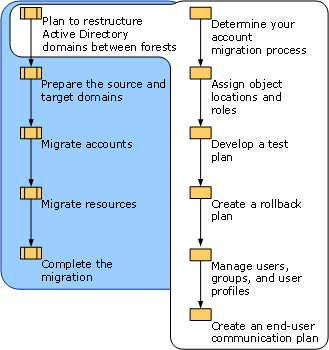 Plan to restructure
Active Directory
domains between forests
Prepare the source and
target domains
Migrate accounts
Migrate resources
Complete the
migration
Determine your
account
migration process
Assign object
locations and
roles
Develop a test
plan
Create a rollback
plan
Manage users,
groups, and user
profiles
Create an end-user
communication plan